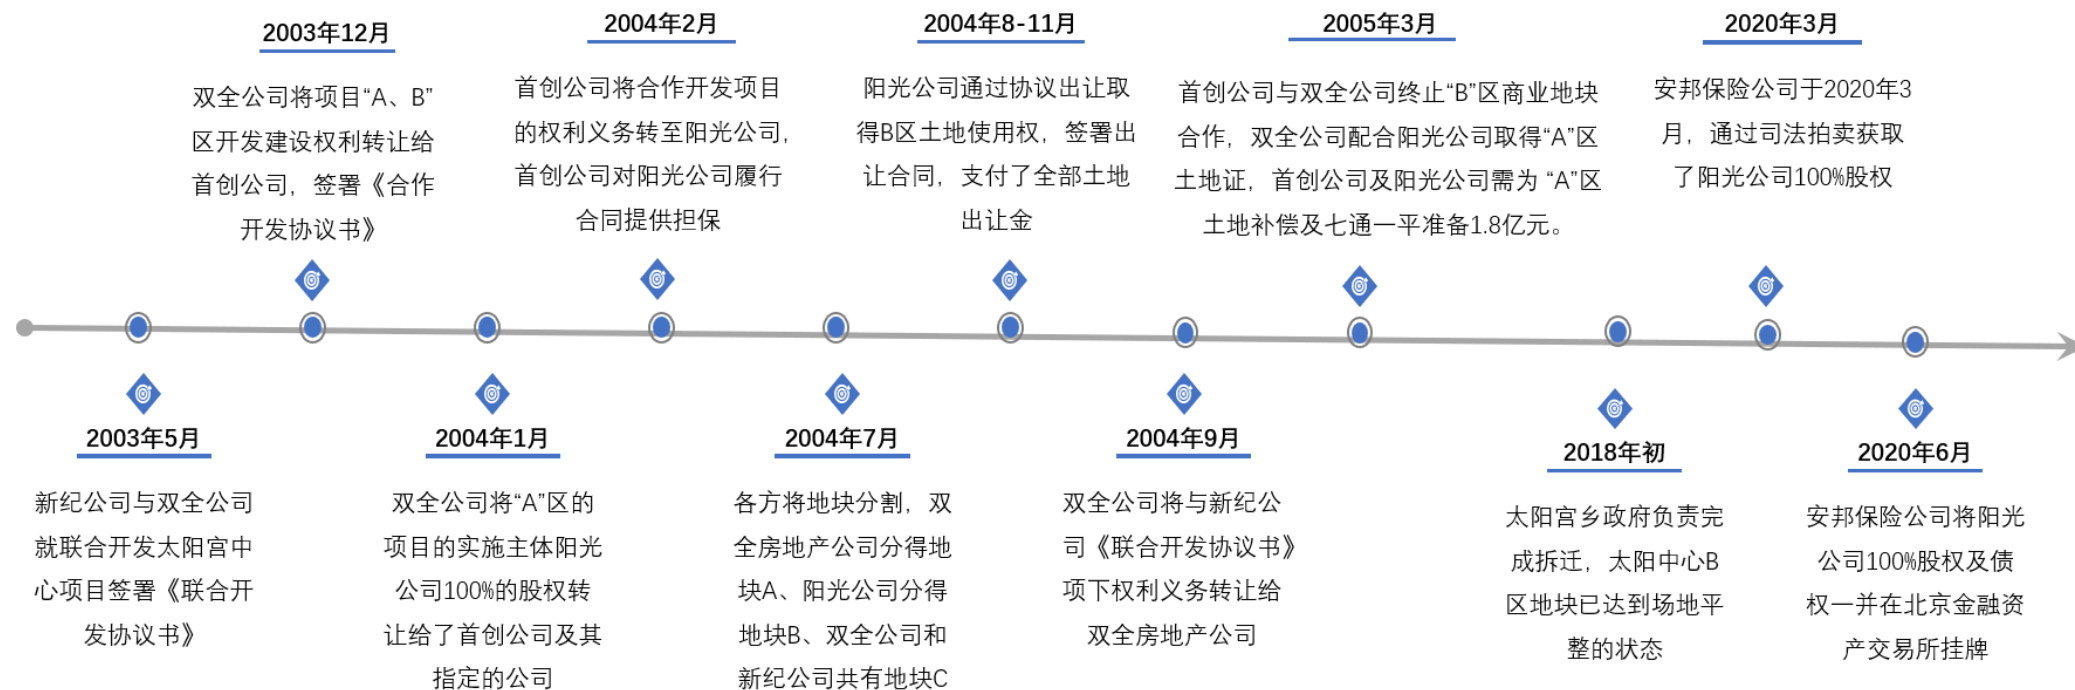 2003年12月
双全公司将项目“A、B”
区开发建设权利转让给
首创公司，签署《合作
开发协议书》
2004年2月
首创公司将合作开发项目
的权利义务转至阳光公司，
首创公司对阳光公司履行
合同提供担保
2004年8-11月
阳光公司通过协议出让取
得B区土地使用权，签署出
让合同，支付了全部土地
出让金
2005年3月
首创公司与双全公司终止“B”区商业地块
合作，双全公司配合阳光公司取得“A”区
土地证，首创公司及阳光公司需为 “A”区
土地补偿及七通一平准备1.8亿元。
2020年3月
安邦保险公司于2020年3
月，通过司法拍卖获取
了阳光公司100%股权
2003年5月
新纪公司与双全公司
就联合开发太阳宫中
心项目签署《联合开
发协议书》
2004年1月
双全公司将“A”区的
项目的实施主体阳光
公司100%的股权转
让给了首创公司及其
指定的公司
2004年7月
各方将地块分割，双
全房地产公司分得地
块A、阳光公司分得
地块B、双全公司和
新纪公司共有地块C
2004年9月
双全公司将与新纪公
司《联合开发协议书》
项下权利义务转让给
双全房地产公司
2018年初
太阳宫乡政府负责完
成拆迁，太阳中心B
区地块已达到场地平
整的状态
2020年6月
安邦保险公司将阳光
公司100%股权及债
权一并在北京金融资
产交易所挂牌